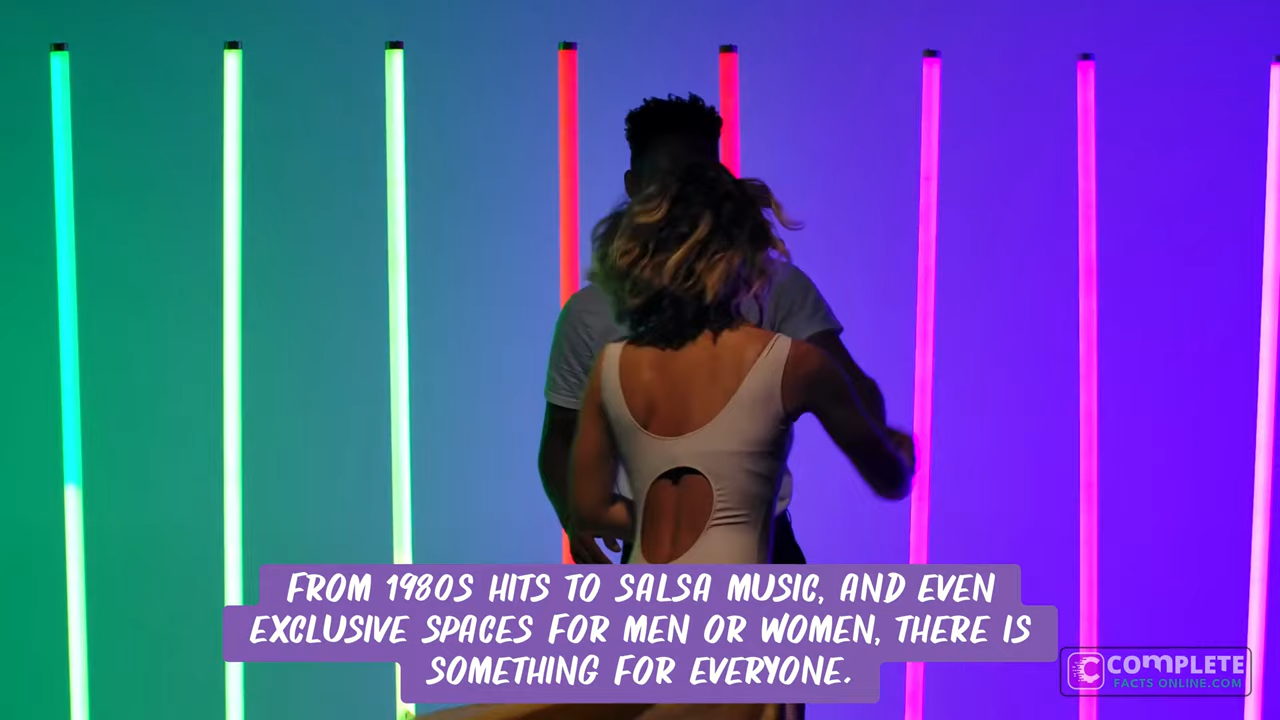 FROM 1980S HITS TO SALSA MUSIC, AND EVEN
EXCLUSIVE SPACES FOR MEN OR WOMEN, THERE IS
SOMETHING FOR EVERYONE.
COMPLETE
FACTS ONLINE.COM